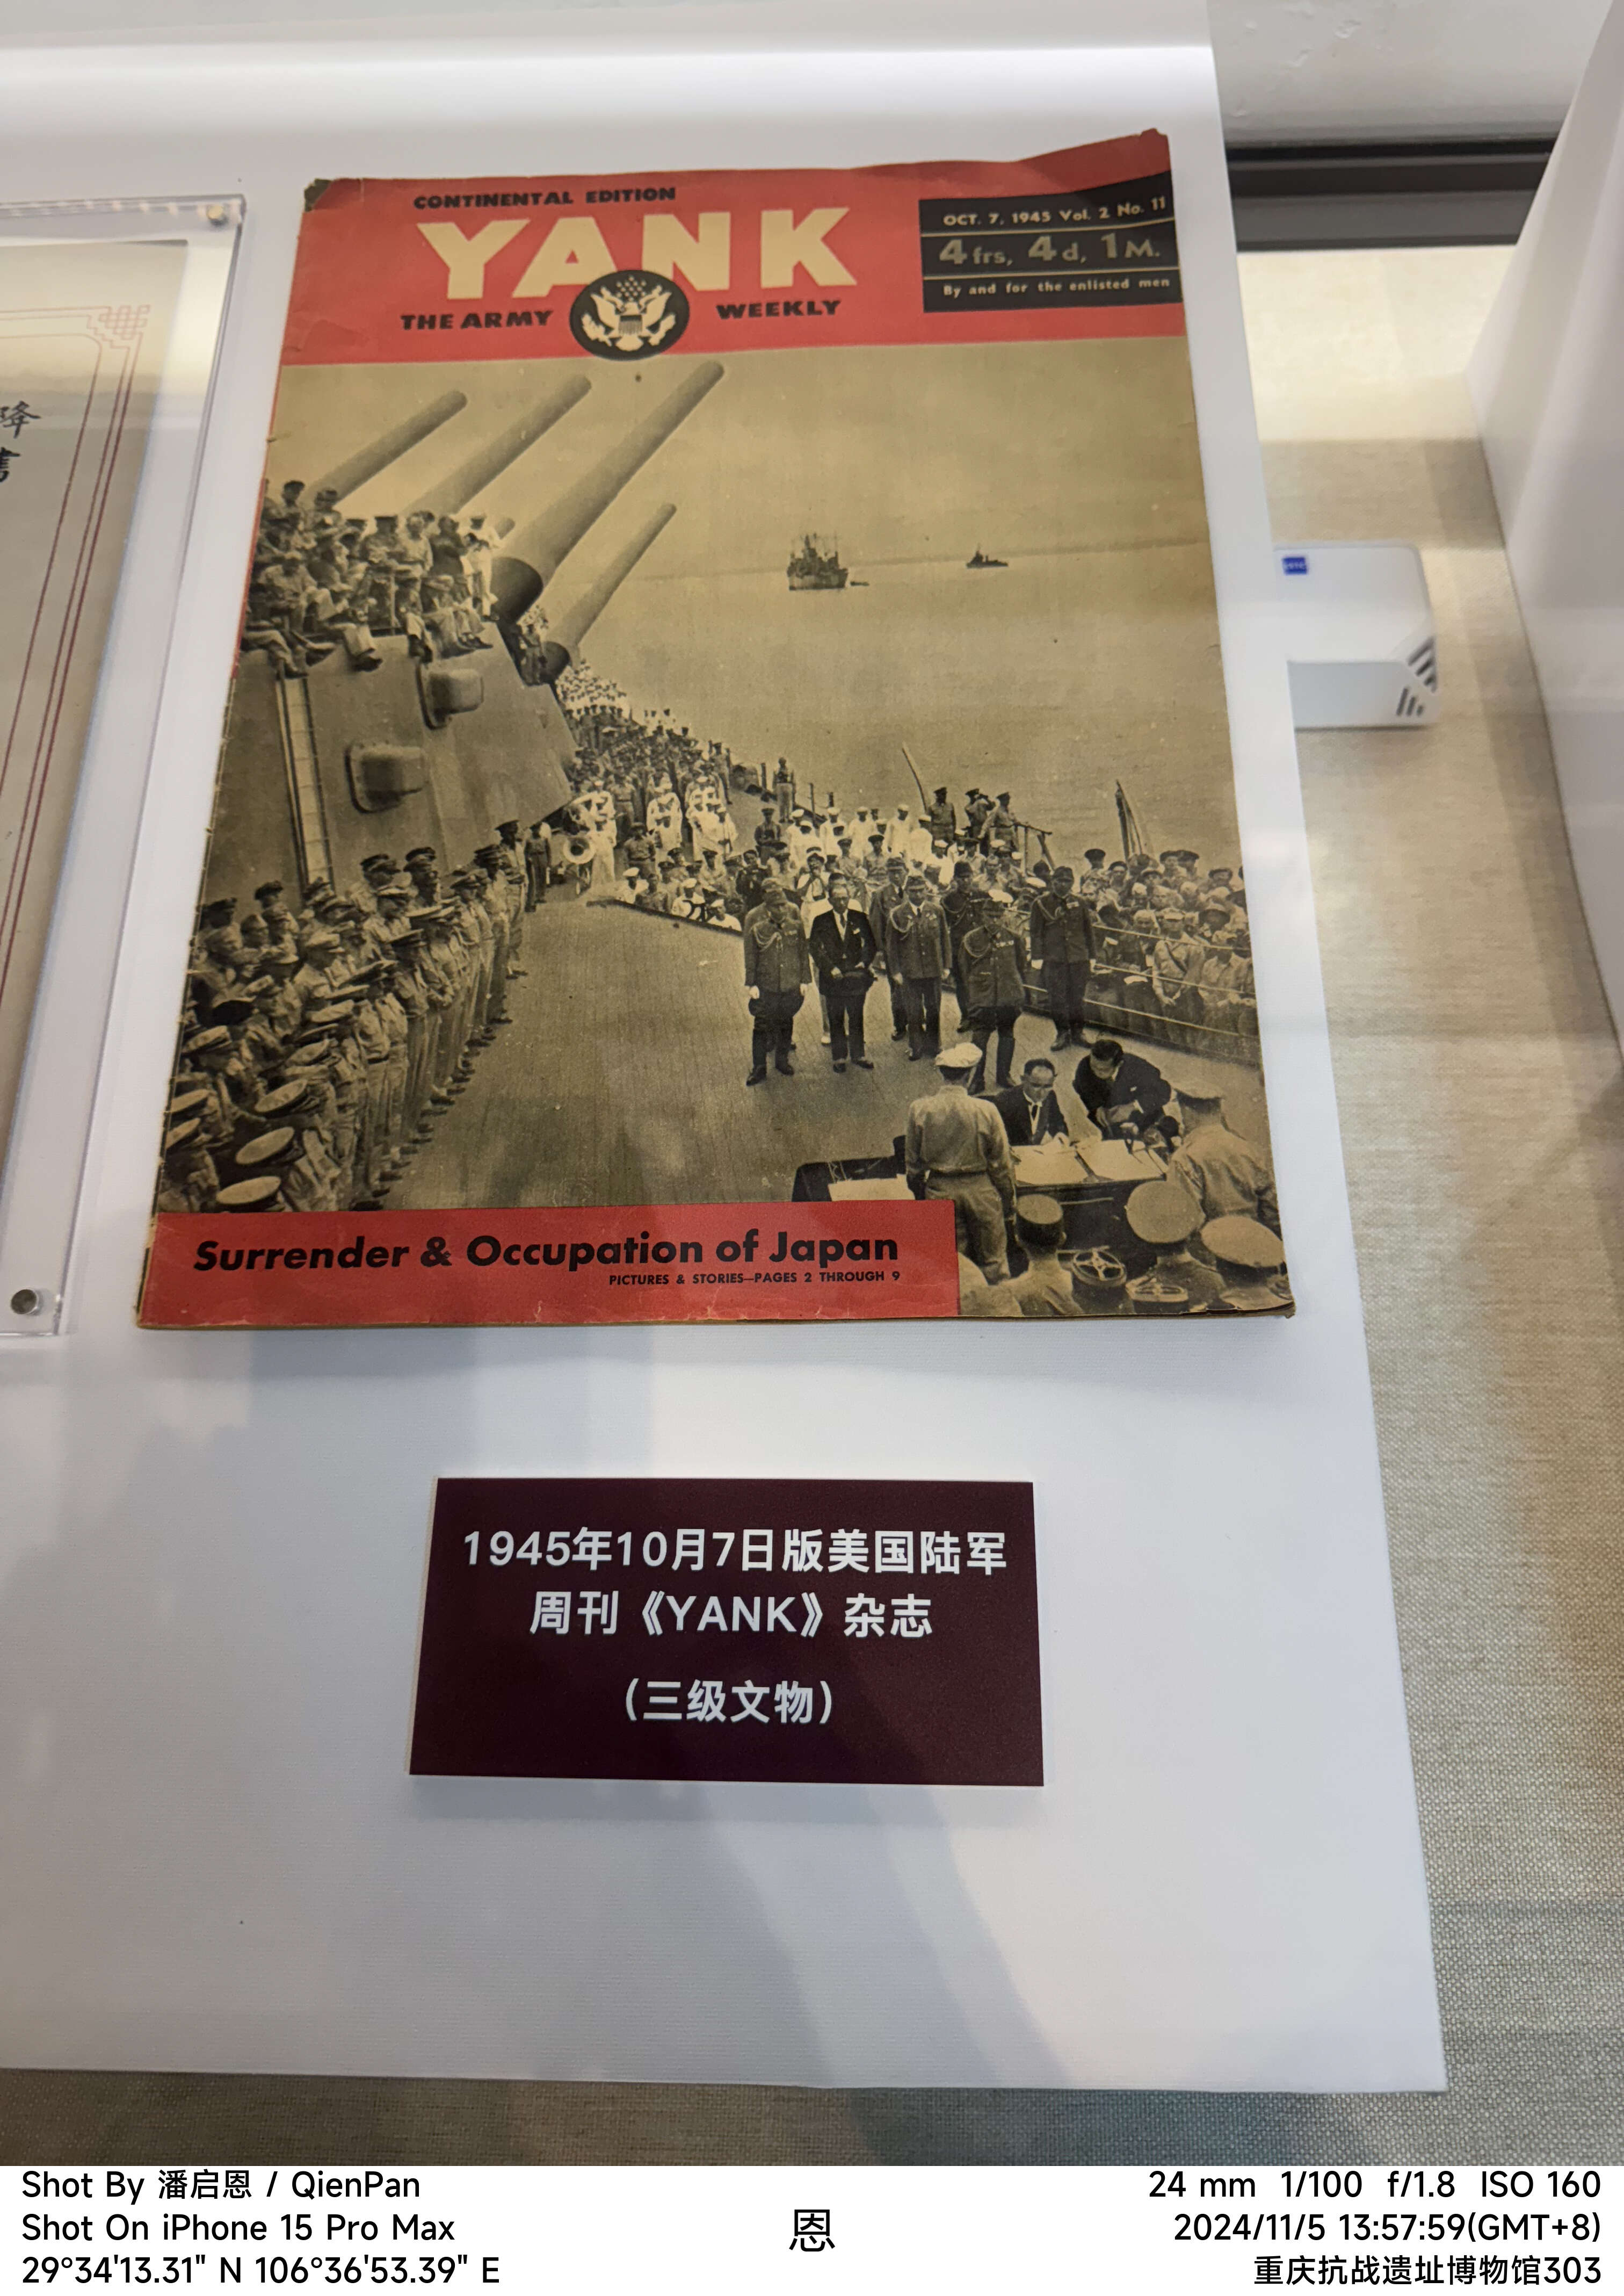 降
書
CONTINENTAL EDITION
YANK
THE ARMY WEEKLY
OCT. 7, 1945 Vol. 2 No. 11
4 frs, 4 d, 1 M.
By and for the enlisted men
Surrender & Occupation of Japan
PICTURES & STORIES—PAGES 2 THROUGH 9
1945年10月7日版美国陆军
周刊《YANK》杂志
(三级文物)
Shot By 潘启恩 / QienPan
Shot On iPhone 15 Pro Max
29°34'13.31" N 106°36'53.39" E
恩
24 mm 1/100 f/1.8 ISO 160
2024/11/5 13:57:59(GMT+8)
重庆抗战遗址博物馆303